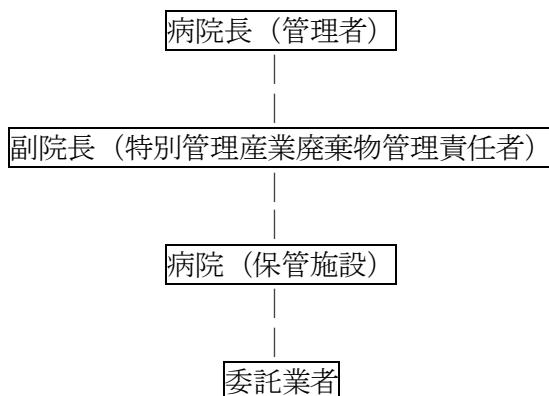 病院長（管理者）
副院長（特別管理産業廃棄物管理責任者）
病院（保管施設）
委託業者